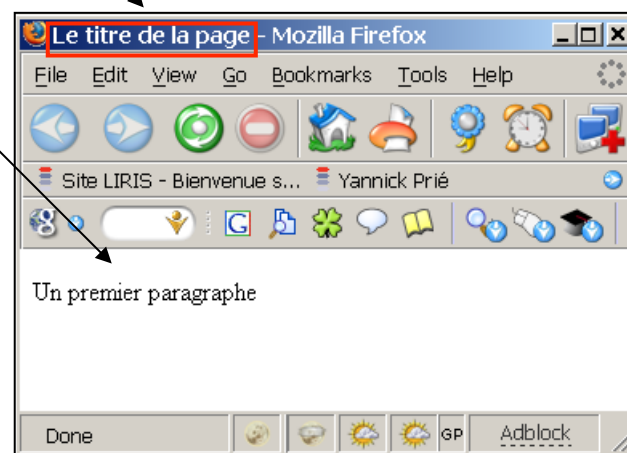 Le titre de la page - Mozilla Firefox
File Edit View Go Bookmarks Tools Help
Site LIRIS - Bienvenue s... Yannick Prié
G
Un premier paragraphe
Done GP Adblock